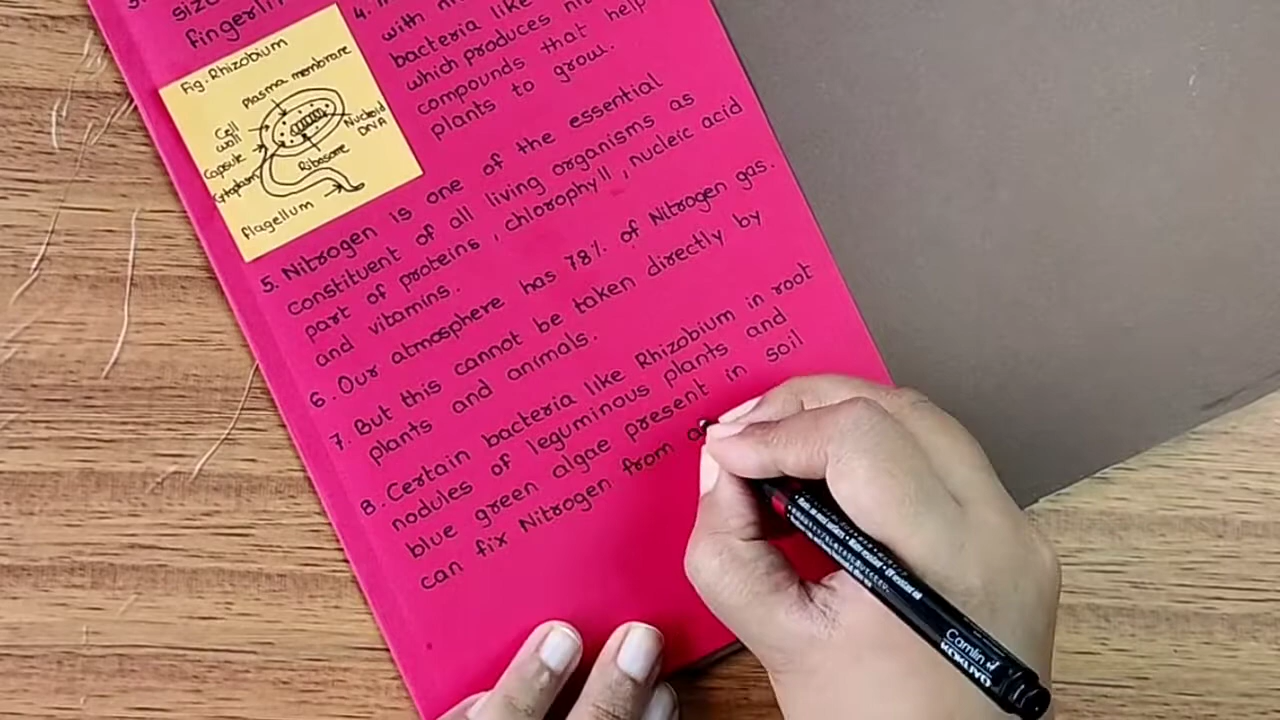 size
fingerli
Fig. Rhizobium
Plasma membrane
Cell
wall
Capsule
Cytoplasm
Nucloid
DNA
Ribosome
flagellum
4.
with
bacteria like
which produces
compounds that help
plants to grow.
5. Nitrogen is one of the essential
constituent of all living organisms as
part of proteins, chlorophyll, nucleic acid
and vitamins.
6. Our atmosphere has 78% of Nitrogen gas.
7. But this cannot be taken directly by
plants and animals.
8. Certain bacteria like Rhizobium in root
nodules of leguminous plants and
blue green algae present in soil
can fix Nitrogen from
Camlin
KOKUYO